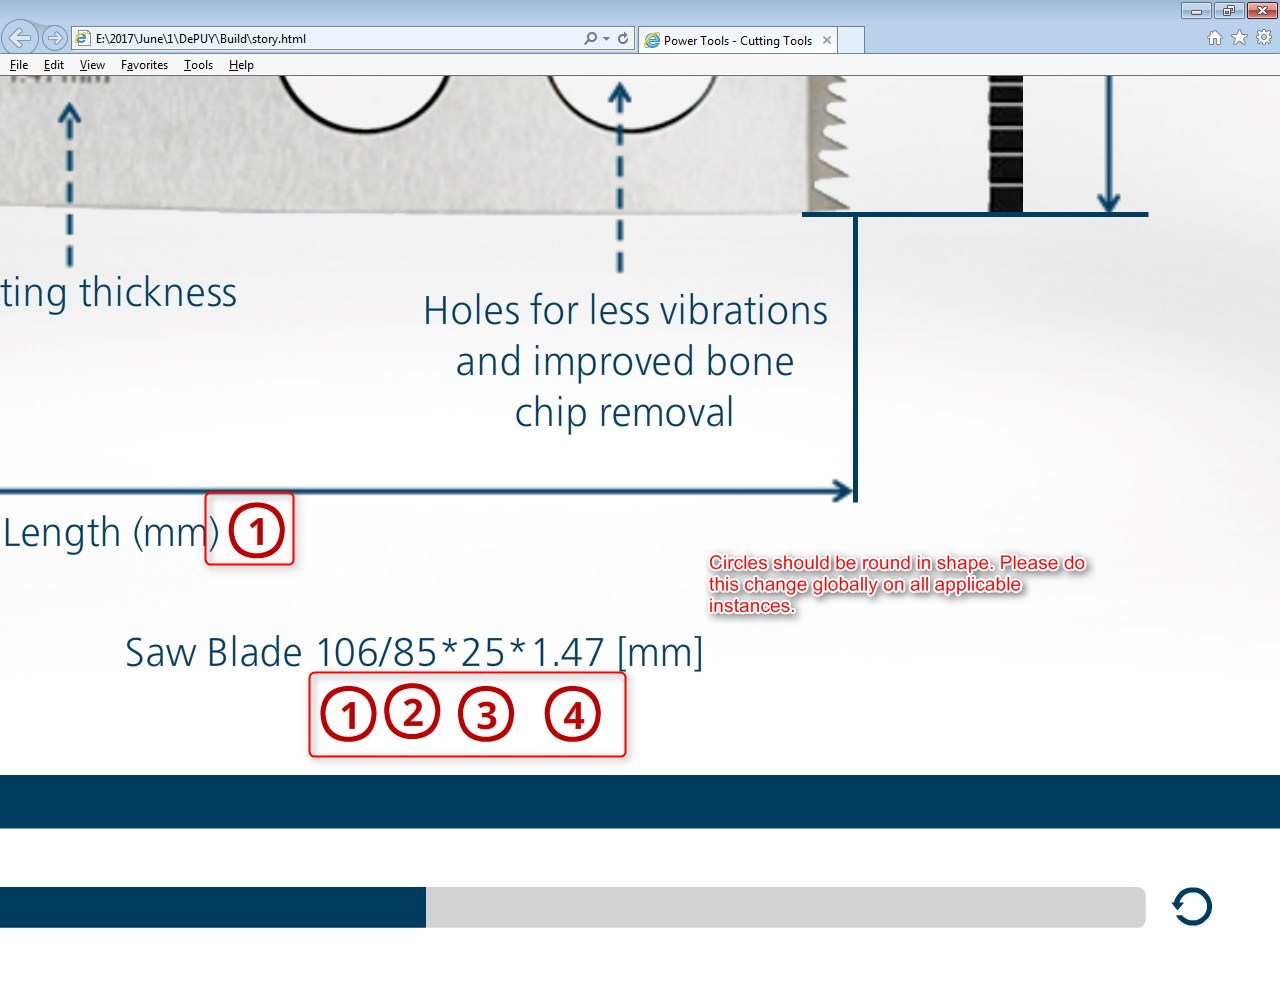 E:\2017\June\1\DePUY\Build\story.html
Power Tools - Cutting Tools
File Edit View Favorites Tools Help
thickness
Holes for less vibrations
and improved bone
chip removal
Length (mm) 1
Circles should be round in shape. Please do
this change globally on all applicable
instances.
Saw Blade 106/85*25*1.47 [mm]
1 2 3 4